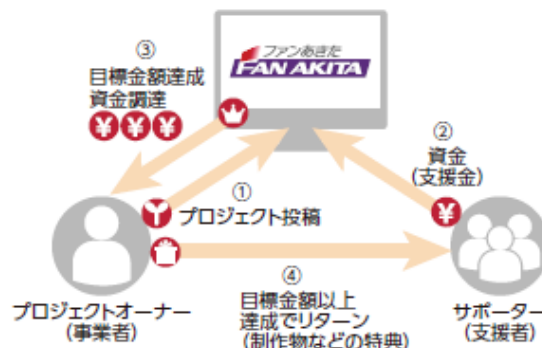 ③
目標金額達成
資金調達
¥ ¥ ¥
ファンあきた
FAN AKITA
②
資金
(支援金)
¥
①
プロジェクト投稿
④
目標金額以上
達成でリターン
(制作物などの特典)
プロジェクトオーナー
(事業者)
サポーター
(支援者)